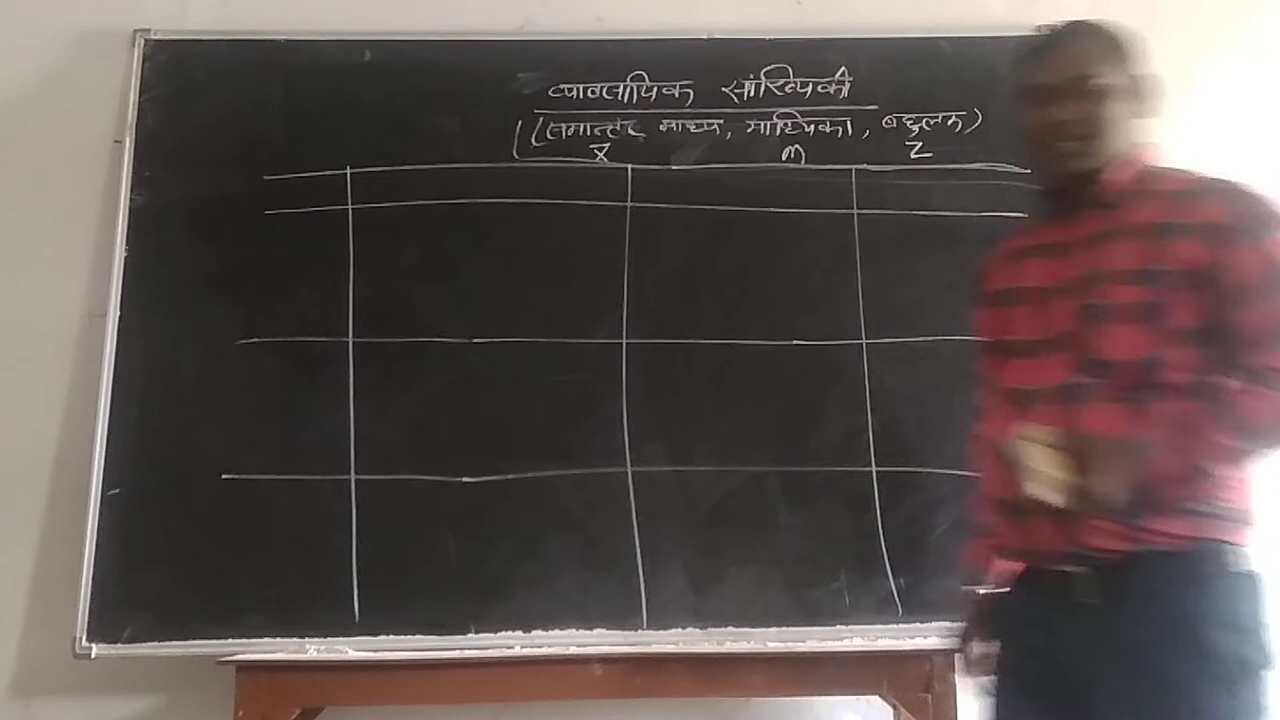 व्यावसायिक सांख्यिकी
(समान्तर माध्य, माध्यिका, बहुलक)
x̄ M Z